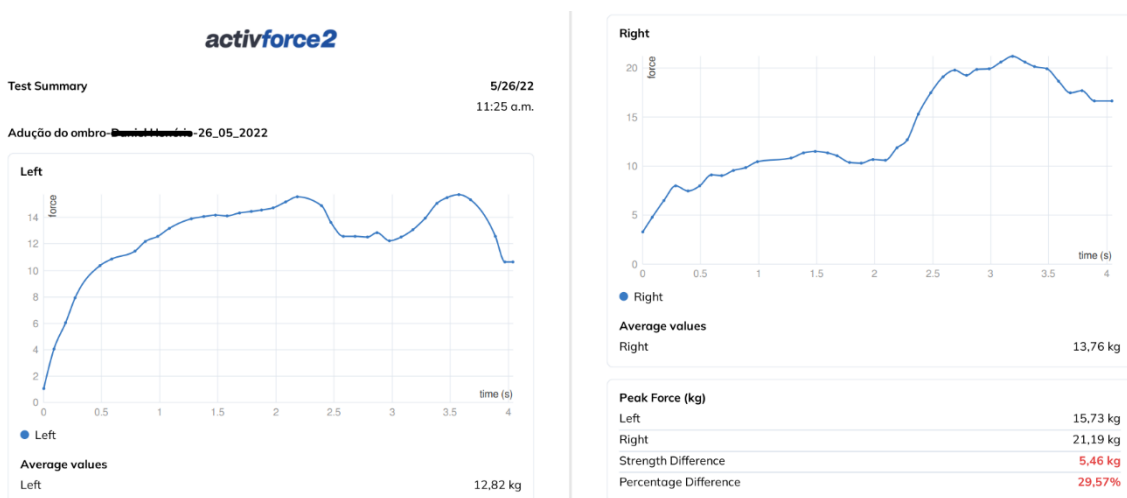 activforce2
Test Summary 5/26/22
11:25 a.m.
Adução do ombro- -26_05_2022
Left
force
14
12
10
8
6
4
2
0
time (s)
0 0.5 1 1.5 2 2.5 3 3.5 4
Left
Average values
Left 12,82 kg
Right
force
20
15
10
5
0
time (s)
0 0.5 1 1.5 2 2.5 3 3.5 4
Right
Average values
Right 13,76 kg
Peak Force (kg)
Left 15,73 kg
Right 21,19 kg
Strength Difference 5,46 kg
Percentage Difference 29,57%